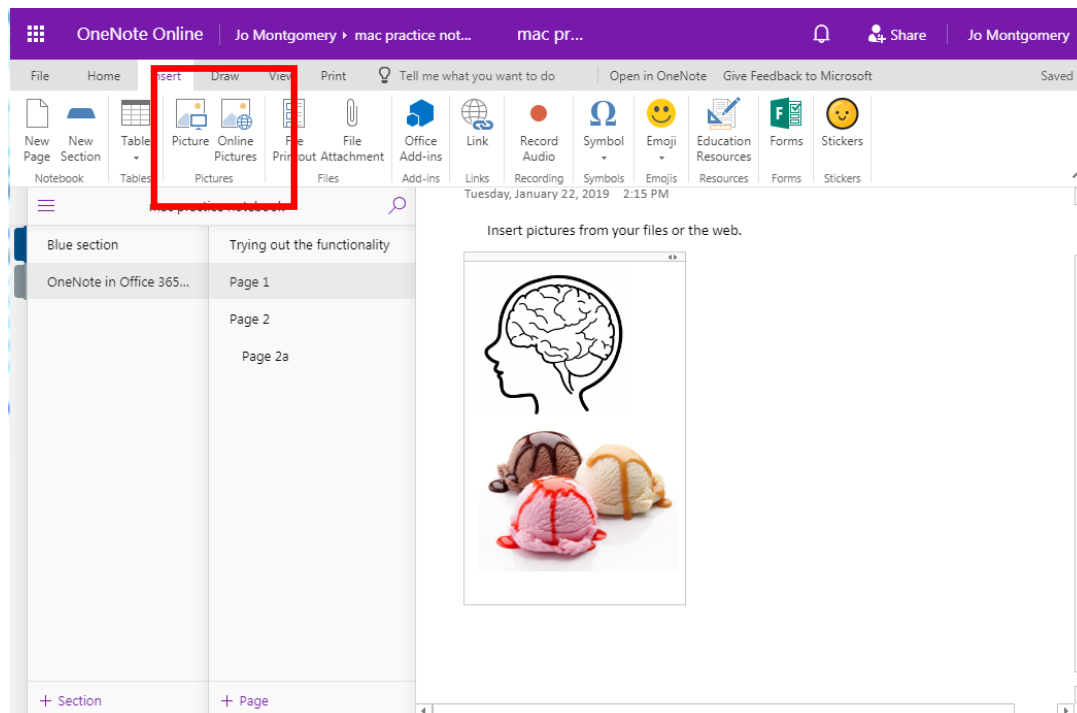 OneNote Online Jo Montgomery › mac practice not... mac pr... Share Jo Montgomery
File Home Insert Draw View Print Tell me what you want to do Open in OneNote Give Feedback to Microsoft Saved
New Page
New Section
Table
Picture
Online Pictures
File Printout
File Attachment
Office Add-ins
Link
Record Audio
Symbol
Emoji
Education Resources
Forms
Stickers
Notebook Tables Pictures Files Add-ins Links Recording Symbols Emojis Resources Forms Stickers
mac practice notebook
Tuesday, January 22, 2019 2:15 PM
Blue section
OneNote in Office 365...
Trying out the functionality
Page 1
Page 2
Page 2a
Insert pictures from your files or the web.
+ Section
+ Page